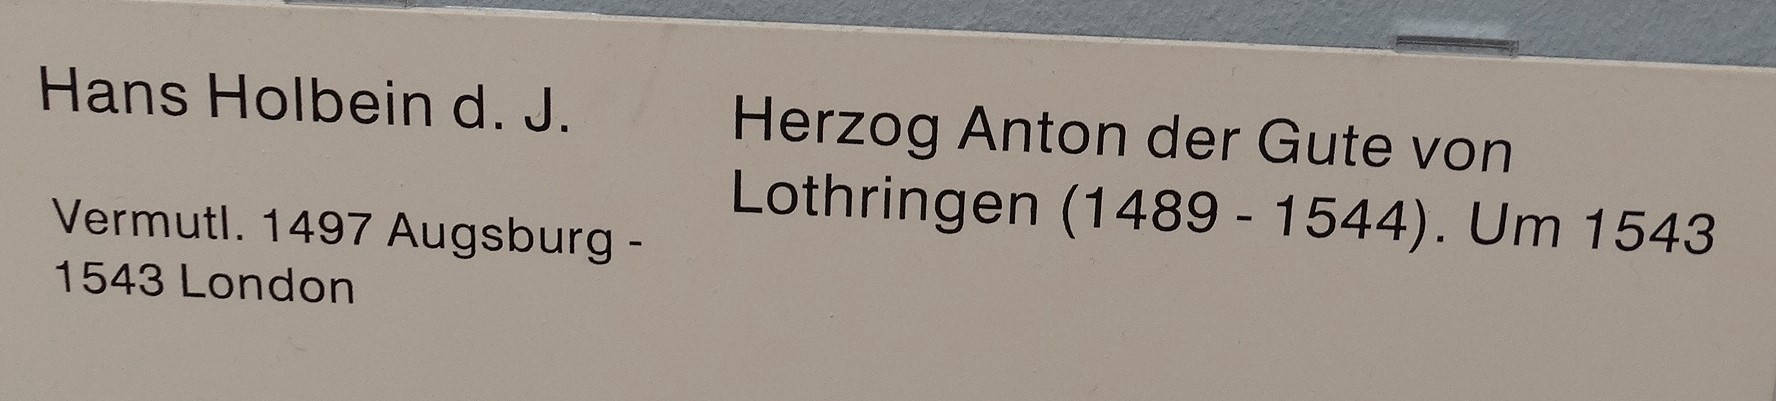 Hans Holbein d. J.
Vermutl. 1497 Augsburg -
1543 London
Herzog Anton der Gute von
Lothringen (1489 - 1544). Um 1543